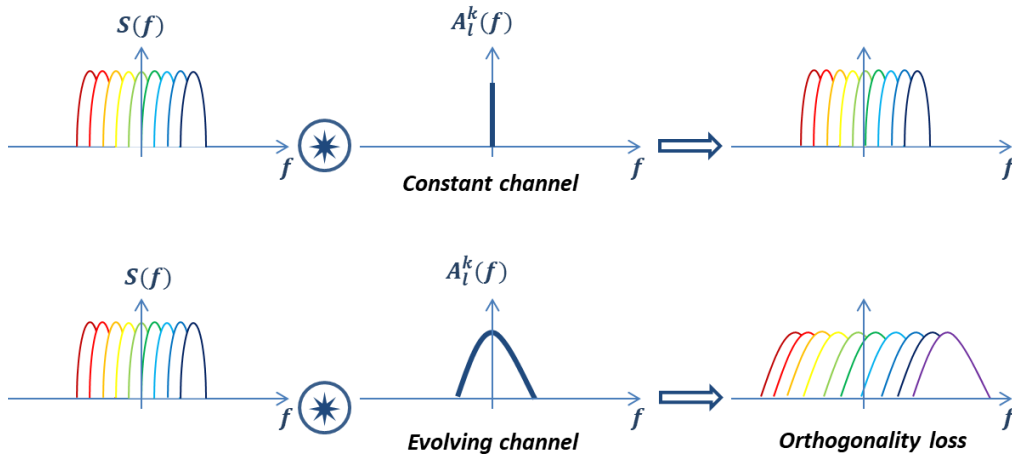 S(f) A_l^k(f)
f f f
Constant channel
S(f) A_l^k(f)
f f f
Evolving channel Orthogonality loss